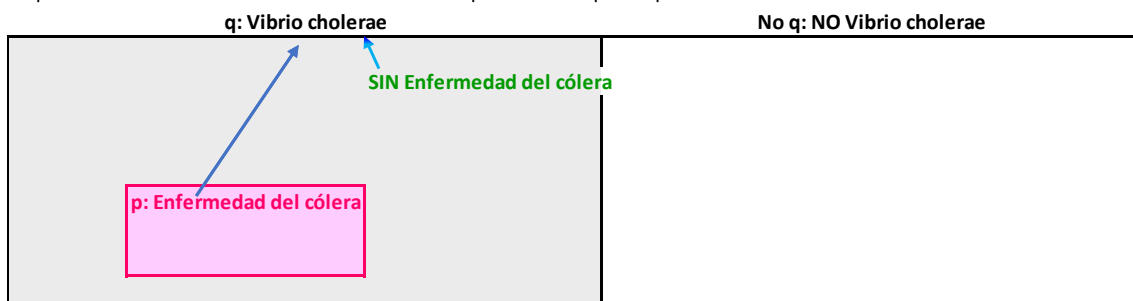 q: Vibrio cholerae
No q: NO Vibrio cholerae
SIN Enfermedad del cólera
p: Enfermedad del cólera